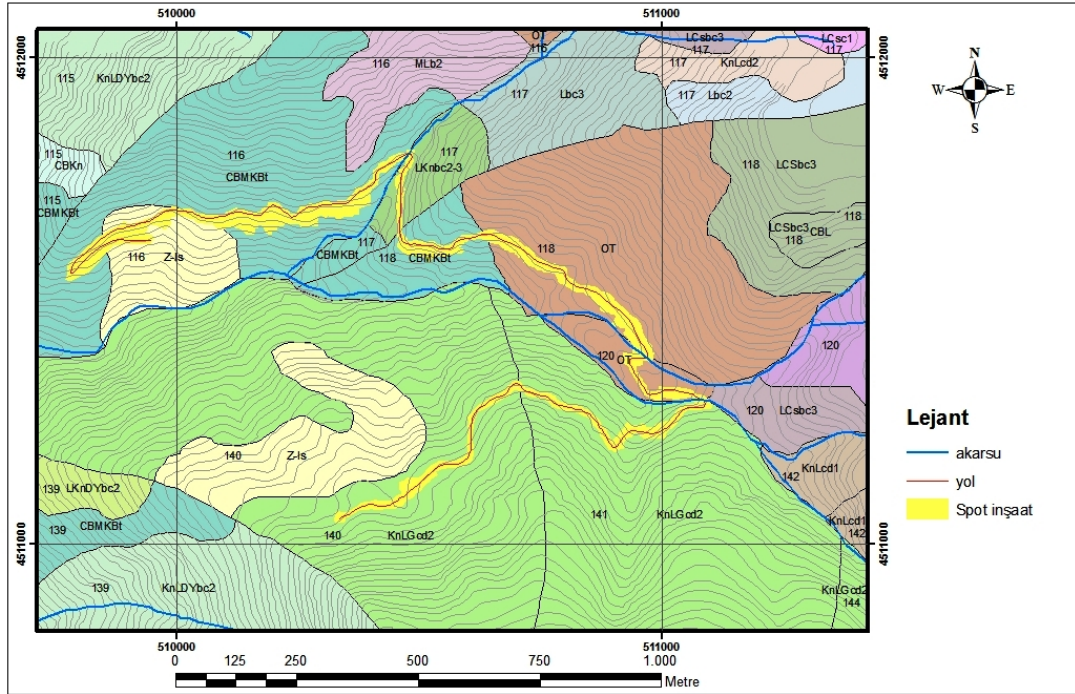 510000
511000
4512000
4512000
OT
116
LCsbc3
117
LCsc1
117
N
W
E
S
115
KnLDYbc2
116
MLb2
117
KnLcd2
117
Lbc3
117
Lbc2
115
CBKn
116
CBMKBt
117
LKnbc2-3
118
LCSbc3
115
CBMKBt
118
LCSbc3
CBL
118
116
Z-Is
117
CBMKBt
118
CBMKBt
118
OT
120
OT
120
120
LCsbc3
Lejant
akarsu
yol
Spot inşaat
140
Z-Is
139
LKnDYbc2
142
KnLcd1
139
CBMKBt
140
KnLGcd2
141
KnLGcd2
KnLcd1
142
4511000
4511000
139
KnLDYbc2
KnLGcd2
144
510000
511000
0
125
250
500
750
1.000
Metre